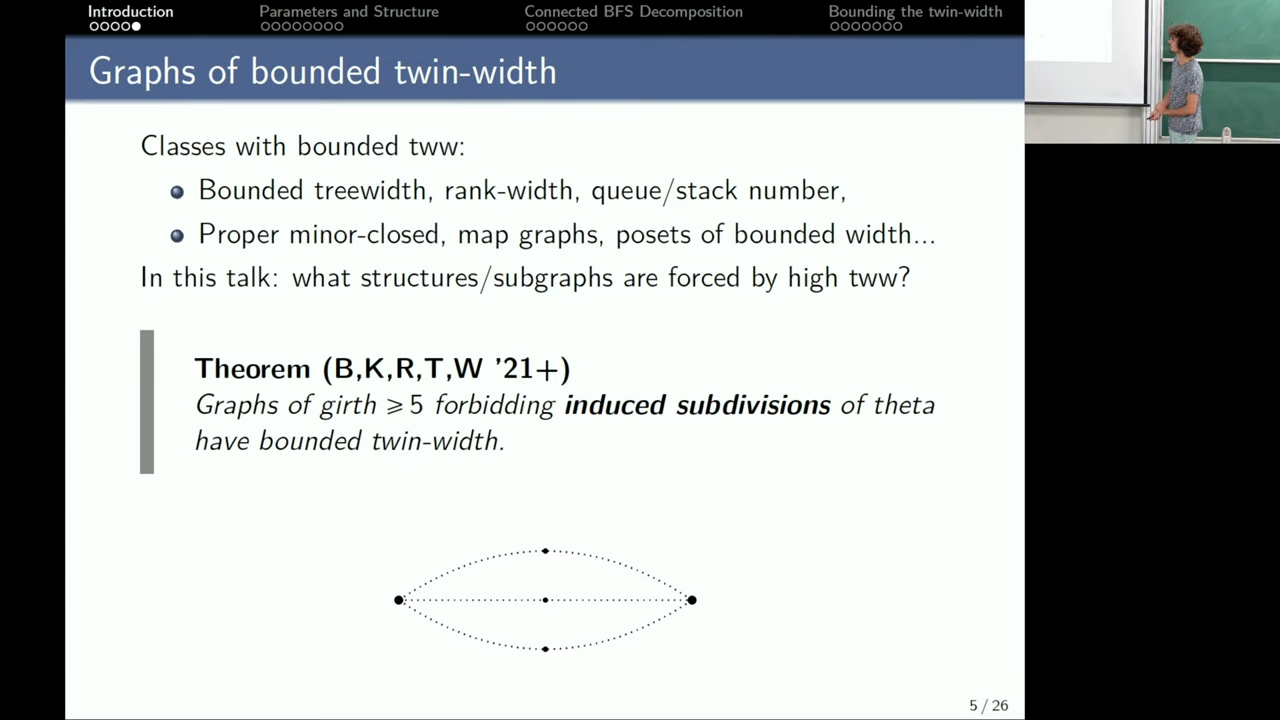 Introduction
Parameters and Structure
Connected BFS Decomposition
Bounding the twin-width
Graphs of bounded twin-width
Classes with bounded tww:
Bounded treewidth, rank-width, queue/stack number,
Proper minor-closed, map graphs, posets of bounded width...
In this talk: what structures/subgraphs are forced by high tww?
Theorem (B,K,R,T,W '21+)
Graphs of girth ⩾ 5 forbidding induced subdivisions of theta
have bounded twin-width.
5 / 26